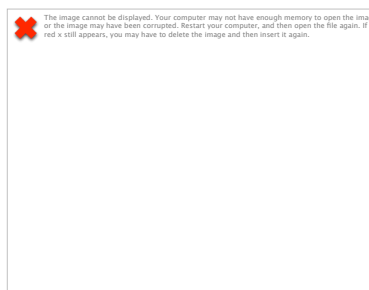 The image cannot be displayed. Your computer may not have enough memory to open the ima
or the image may have been corrupted. Restart your computer, and then open the file again. If
red x still appears, you may have to delete the image and then insert it again.